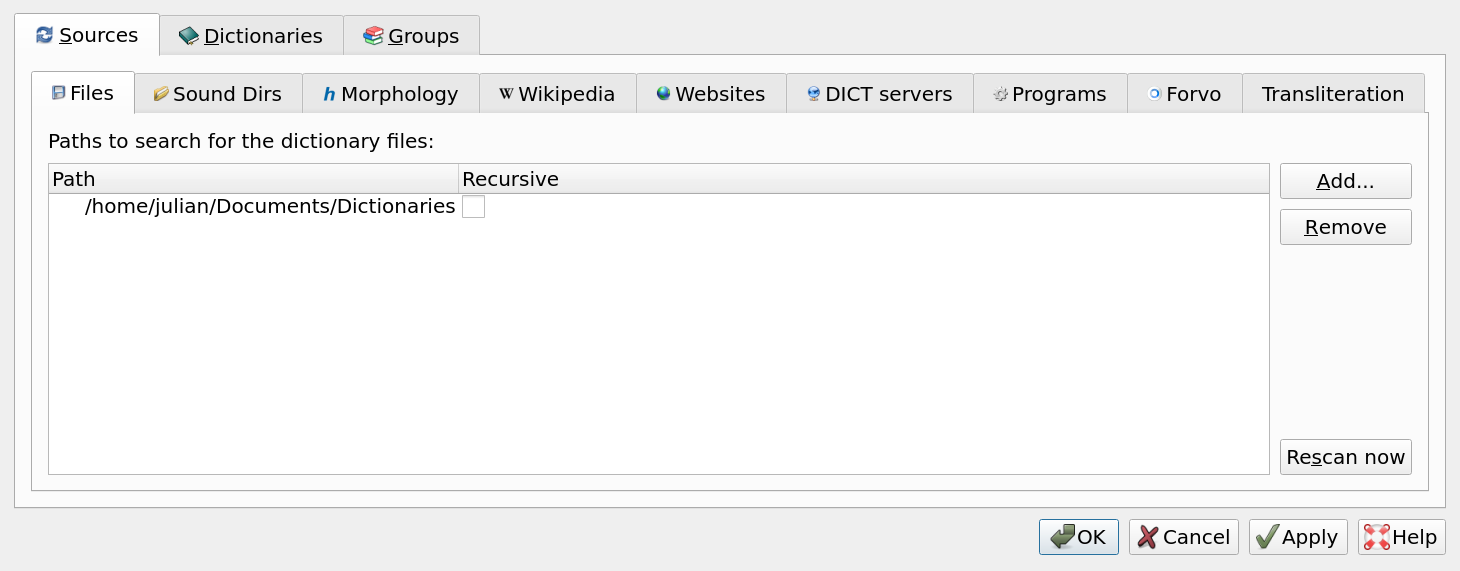 Sources Dictionaries Groups
Files Sound Dirs h Morphology W Wikipedia Websites DICT servers Programs Forvo Transliteration
Paths to search for the dictionary files:
Path Recursive Add...
/home/julian/Documents/Dictionaries
Remove
Rescan now
OK Cancel Apply Help